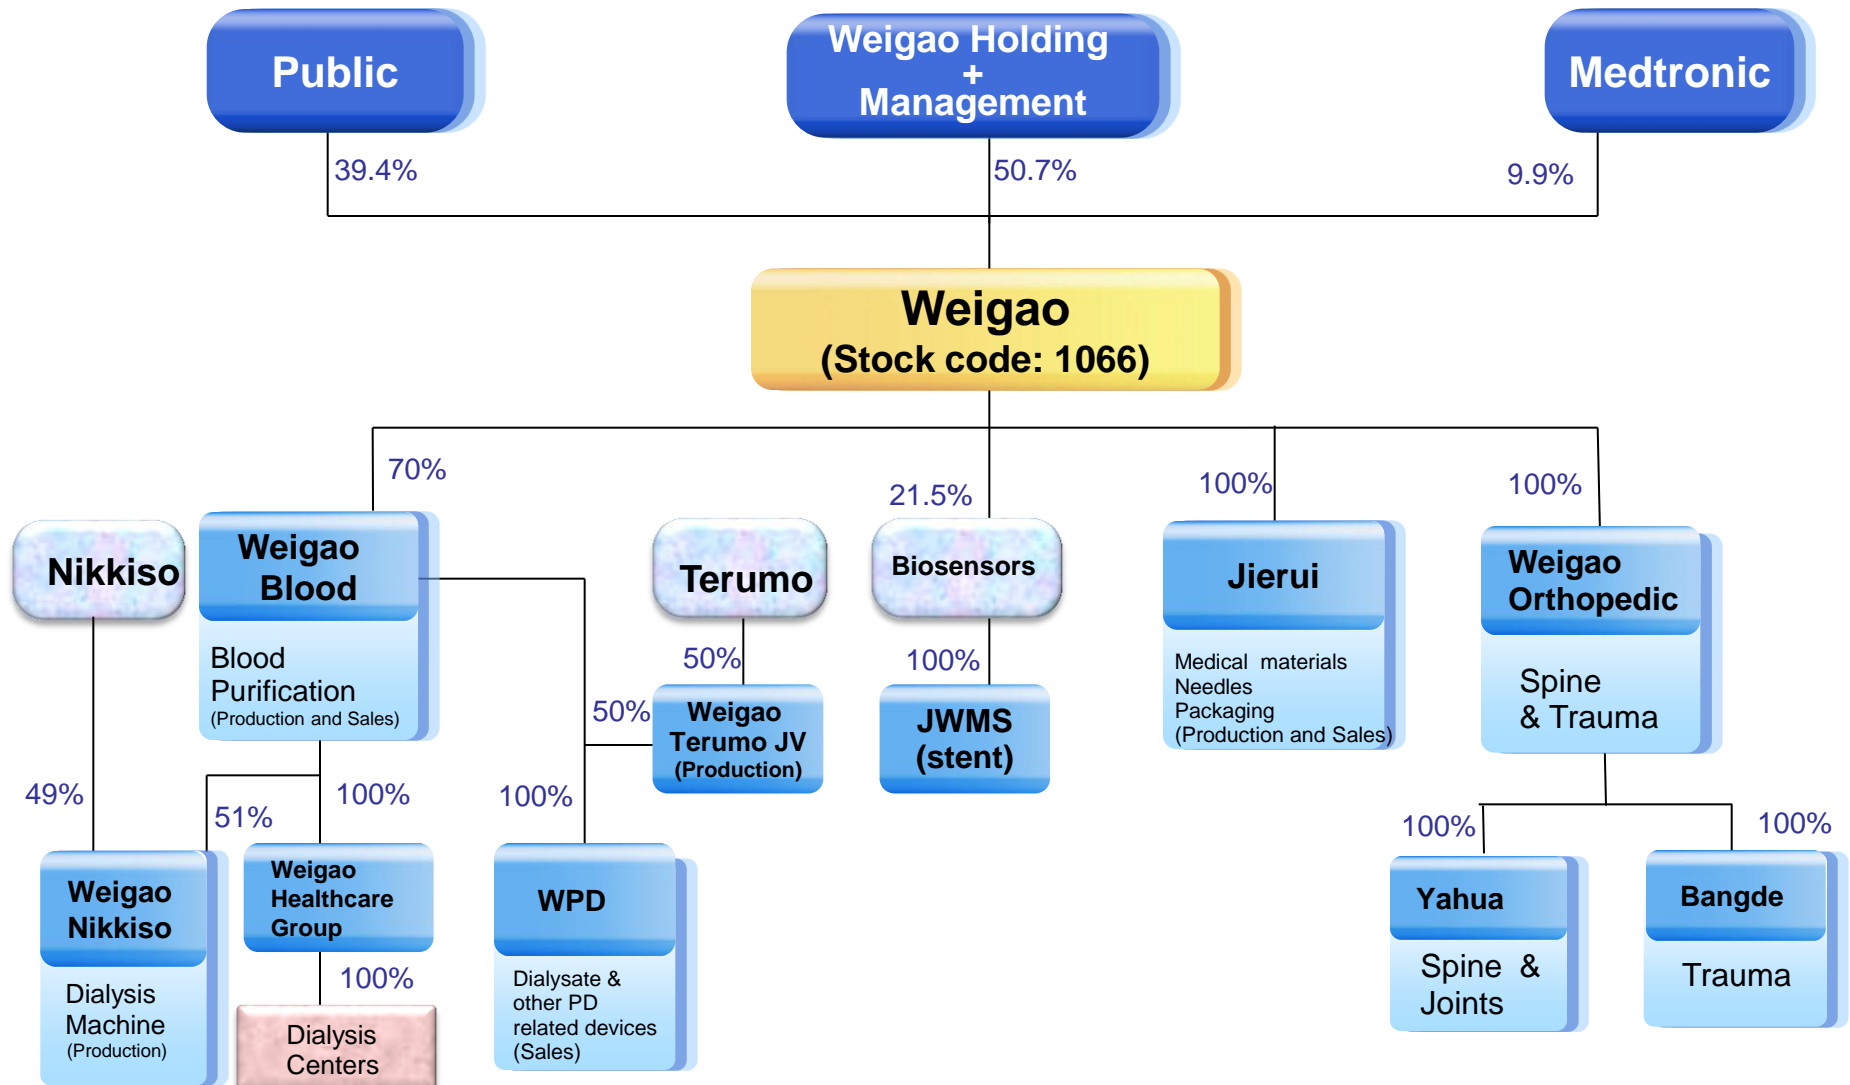 Public
Weigao Holding
+
Management
Medtronic
39.4%
50.7%
9.9%
Weigao
(Stock code: 1066)
70%
21.5%
100%
100%
Nikkiso
Weigao
Blood
Blood
Purification
(Production and Sales)
Terumo
Biosensors
Jierui
Medical materials
Needles
Packaging
(Production and Sales)
Weigao
Orthopedic
Spine
& Trauma
50%
100%
50%
Weigao
Terumo JV
(Production)
JWMS
(stent)
49%
51%
100%
100%
100%
100%
Weigao
Nikkiso
Dialysis
Machine
(Production)
Weigao
Healthcare
Group
100%
Dialysis
Centers
WPD
Dialysate &
other PD
related devices
(Sales)
Yahua
Spine & 
Joints
Bangde
Trauma